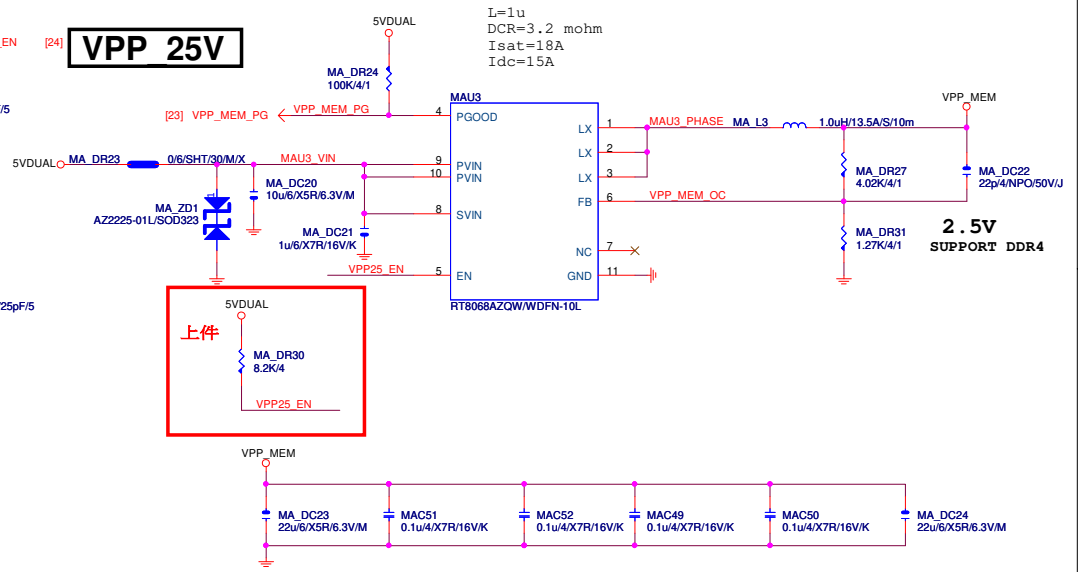 L=1u
DCR=3.2 mohm
Isat=18A
Idc=15A
_EN [24]
VPP_25V
5VDUAL
MA_DR24
100K/4/1
/5
[23] VPP_MEM_PG
VPP_MEM_PG
4
MAU3
PGOOD
LX 1
LX 2
LX 3
FB 6
NC 7
GND 11
9 PVIN
10 PVIN
8 SVIN
5 EN
RT8068AZQW/WDFN-10L
MAU3_PHASE MA_L3 1.0uH/13.5A/S/10m
VPP_MEM
MA_DR27
4.02K/4/1
MA_DC22
22p/4/NPO/50V/J
VPP_MEM_OC
MA_DR31
1.27K/4/1
2.5V
SUPPORT DDR4
5VDUAL MA_DR23 0/6/SHT/30/M/X MAU3_VIN
1
MA_ZD1
AZ2225-01L/SOD323
MA_DC20
10u/6/X5R/6.3V/M
MA_DC21
1u/6/X7R/16V/K
VPP25_EN
/25pF/5
5VDUAL
上件
MA_DR30
8.2K/4
VPP25_EN
VPP_MEM
MA_DC23
22u/6/X5R/6.3V/M
MAC51
0.1u/4/X7R/16V/K
MAC52
0.1u/4/X7R/16V/K
MAC49
0.1u/4/X7R/16V/K
MAC50
0.1u/4/X7R/16V/K
MA_DC24
22u/6/X5R/6.3V/M